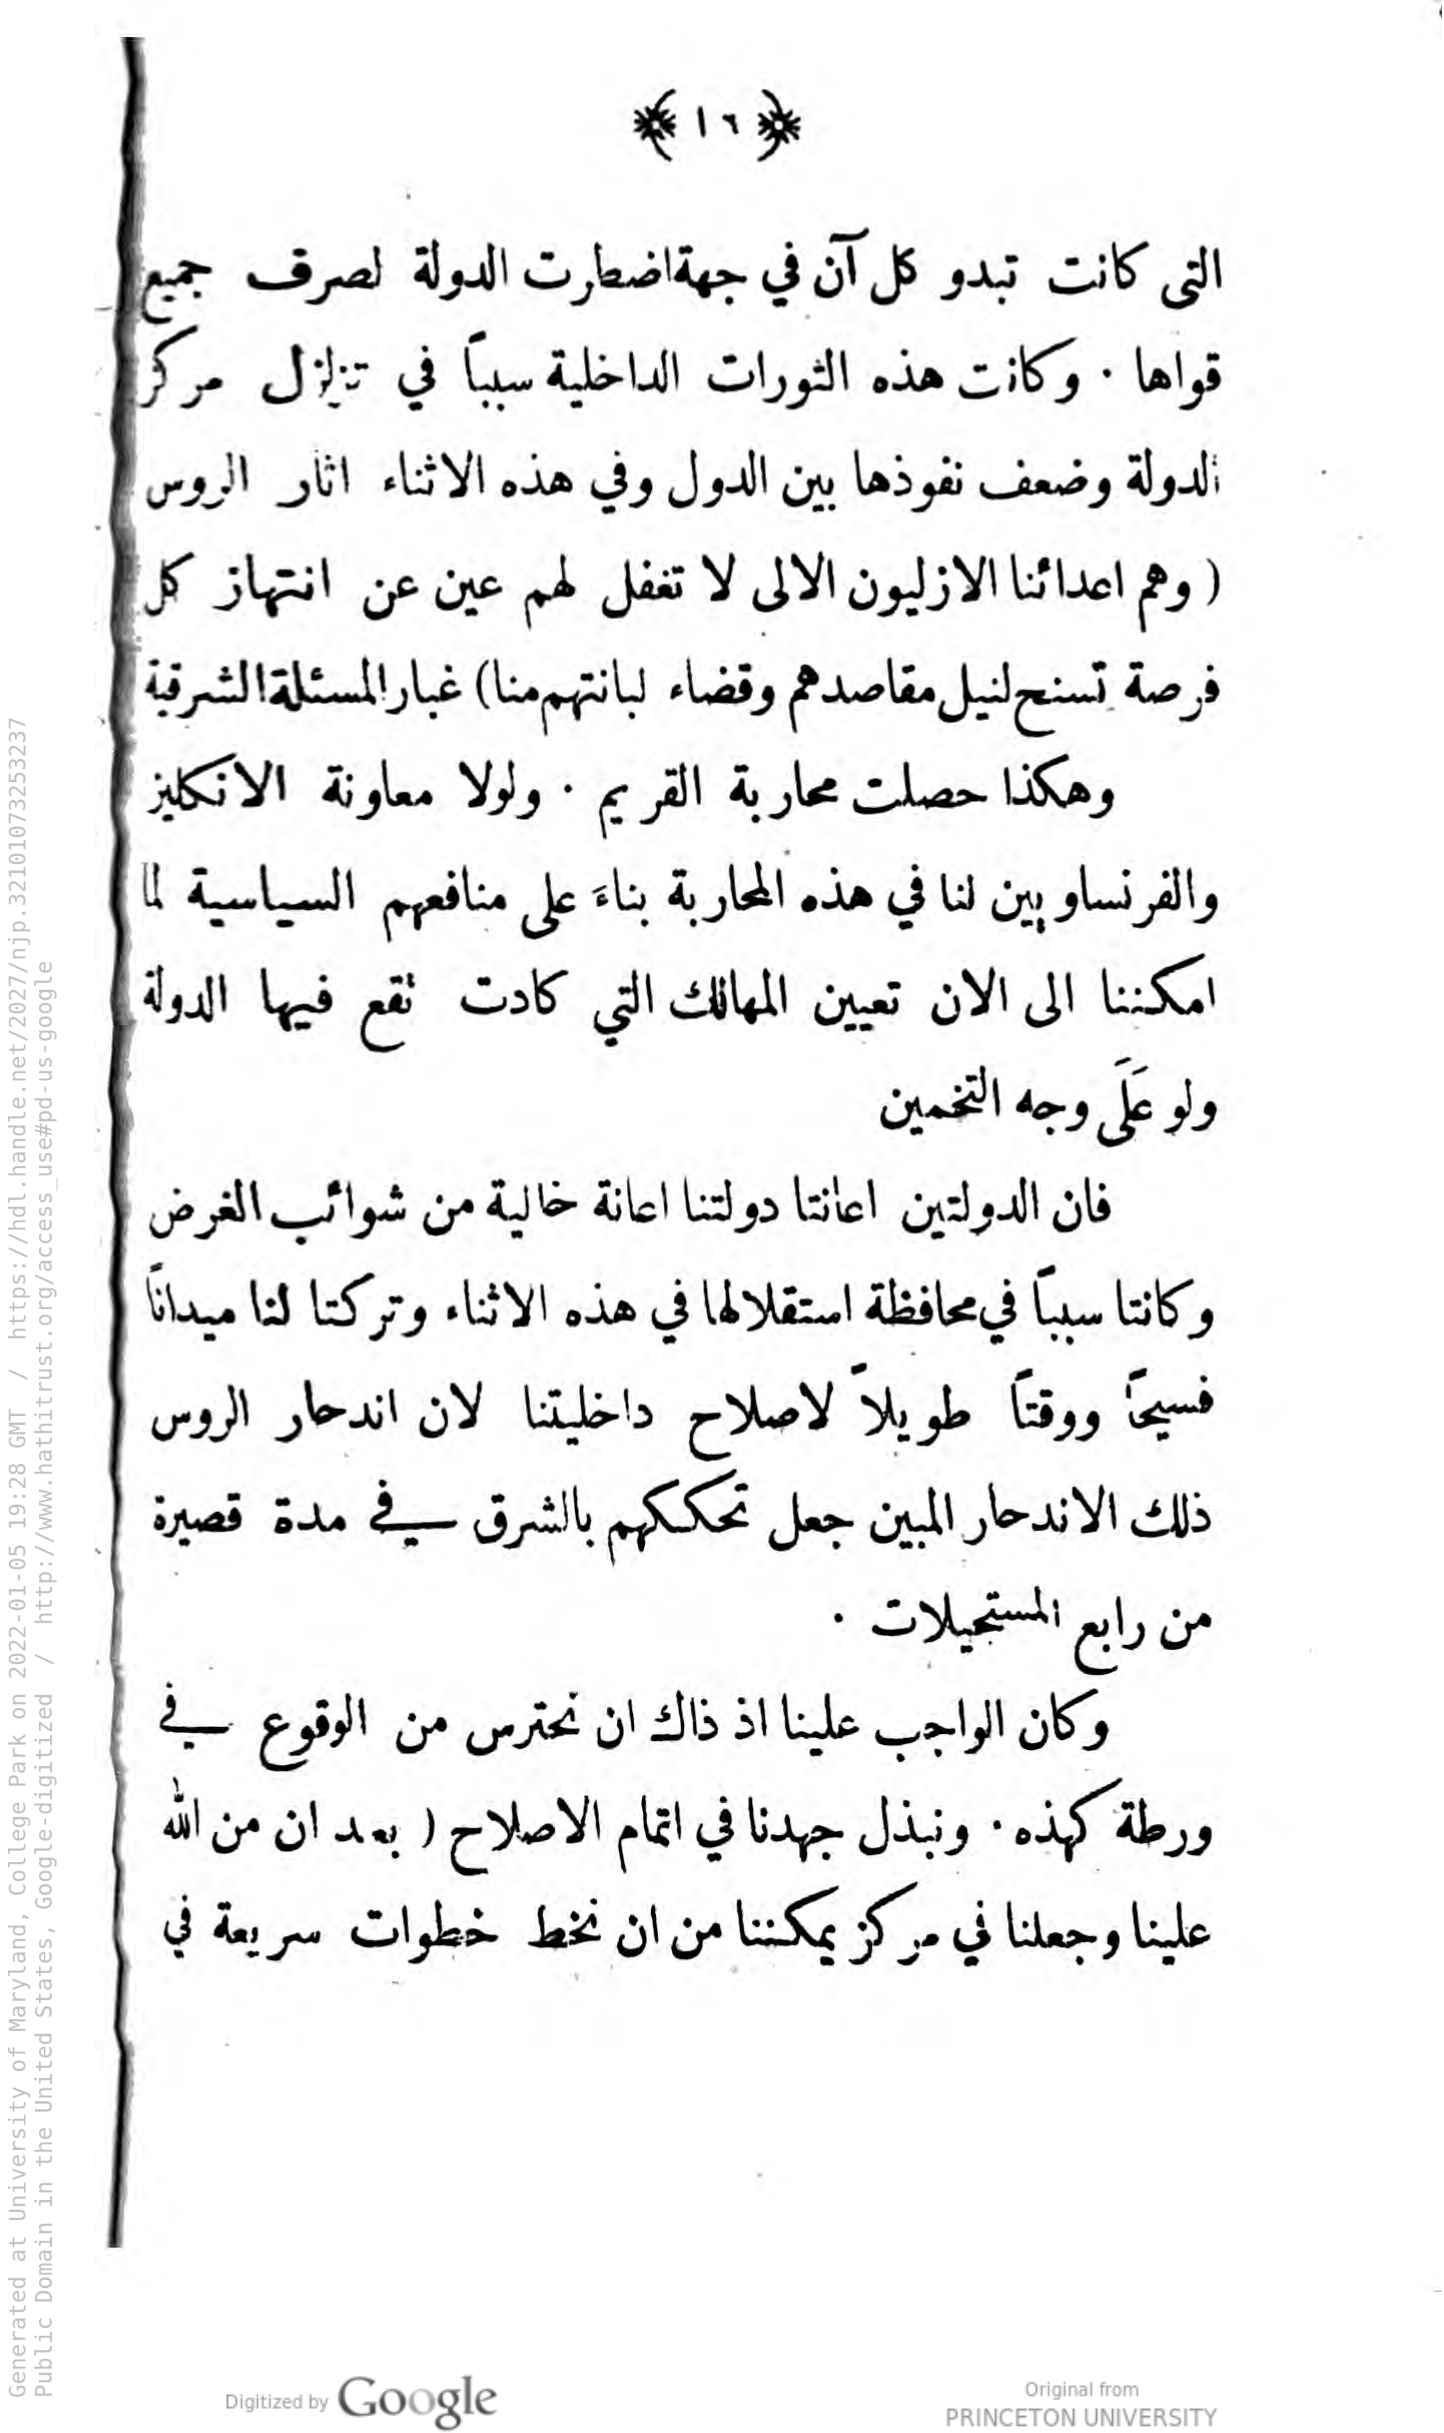 ﴿ ١٦ ﴾
التى كانت تبدو كل آن في جهة اضطرت الدولة لصرف جميع
قواها . وكانت هذه الثورات الداخلية سبباً في تزلزل مركز
الدولة وضعف نفوذها بين الدول وفي هذه الاثناء اثار الروس
( وهم اعدائنا الازليون الالى لا تغفل لهم عين عن انتهاز كل
فرصة تسنح لنيل مقاصدهم وقضاء لبانتهم منا) غبار المسئلة الشرقية
وهكذا حصلت محاربة القريم . ولولا معاونة الانكليز
والفرنساويين لنا في هذه المحاربة بناءً على منافعهم السياسية لما
امكننا الى الان تعيين المهالك التي كادت تقع فيها الدولة
ولو عَلَى وجه التخمين
فان الدولتين اعانتا دولتنا اعانة خالية من شوائب الغرض
وكانتا سبباً في محافظة استقلالها في هذه الاثناء وتركتا لنا ميداناً
فسيحاً ووقتاً طويلاً لاصلاح داخليتنا لان اندحار الروس
ذلك الاندحار المبين جعل تحككهم بالشرق في مدة قصيرة
من رابع المستحيلات .
وكان الواجب علينا اذ ذاك ان نحترس من الوقوع في
ورطة كهذه . ونبذل جهدنا في اتمام الاصلاح ( بعد ان من الله
علينا وجعلنا في مركز يمكننا من ان نخط خطوات سريعة في
Generated at University of Maryland, College Park on 2022-01-05 19:28 GMT / https://hdl.handle.net/2027/njp.32101073253237
Public Domain in the United States, Google-digitized / http://www.hathitrust.org/access_use#pd-us-google
Digitized by Google
Original from
PRINCETON UNIVERSITY